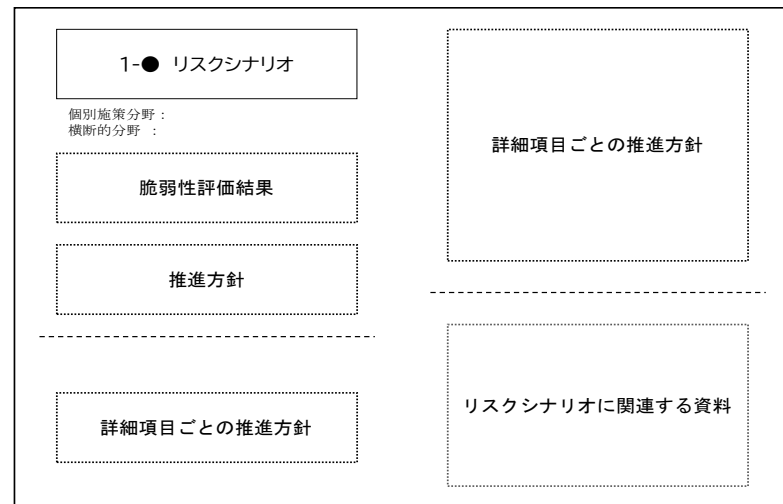 1-● リスクシナリオ
個別施策分野：
横断的分野 ：
脆弱性評価結果
推進方針
詳細項目ごとの推進方針
詳細項目ごとの推進方針
リスクシナリオに関連する資料